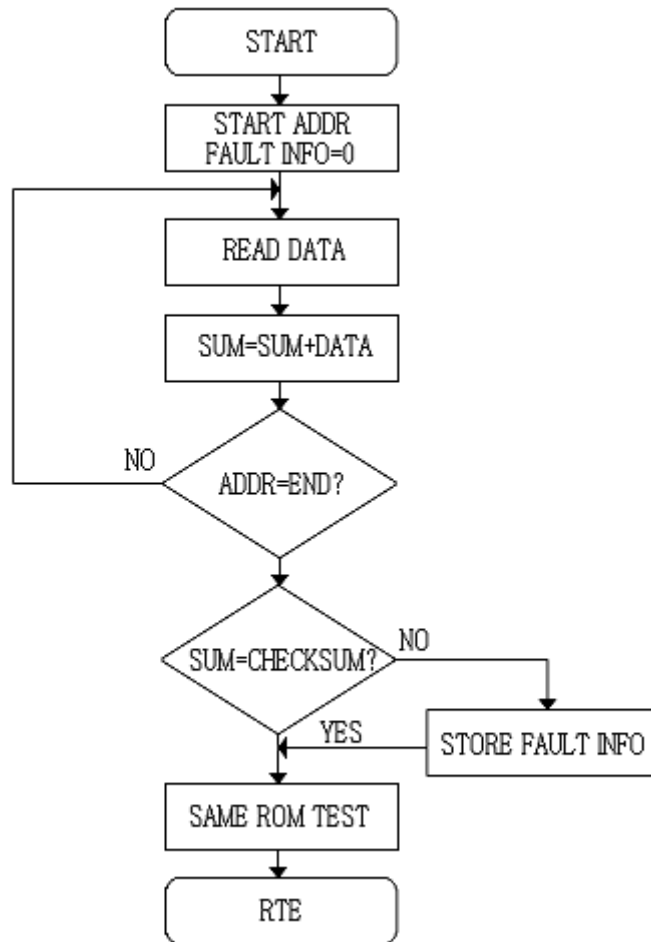 START
START ADDR
FAULT INFO=0
READ DATA
SUM=SUM+DATA
NO
ADDR=END?
NO
SUM=CHECKSUM?
YES
STORE FAULT INFO
SAME ROM TEST
RTE